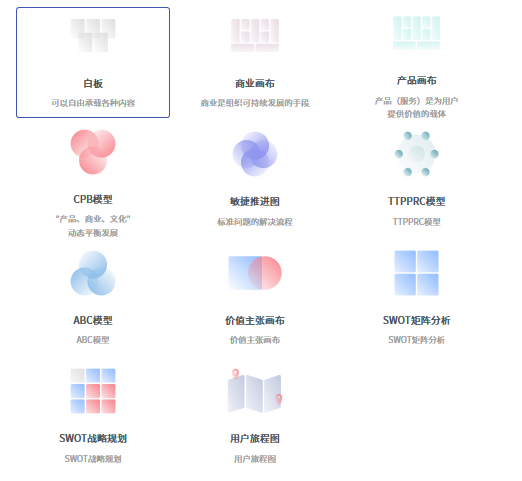 白板
可以自由承载各种内容
商业画布
商业是组织可持续发展的手段
产品画布
产品（服务）是为用户
提供价值的载体
CPB模型
"产品、商业、文化"
动态平衡发展
敏捷推进图
标准问题的解决流程
TTPPRC模型
TTPPRC模型
ABC模型
ABC模型
价值主张画布
价值主张画布
SWOT矩阵分析
SWOT矩阵分析
SWOT战略规划
SWOT战略规划
用户旅程图
用户旅程图